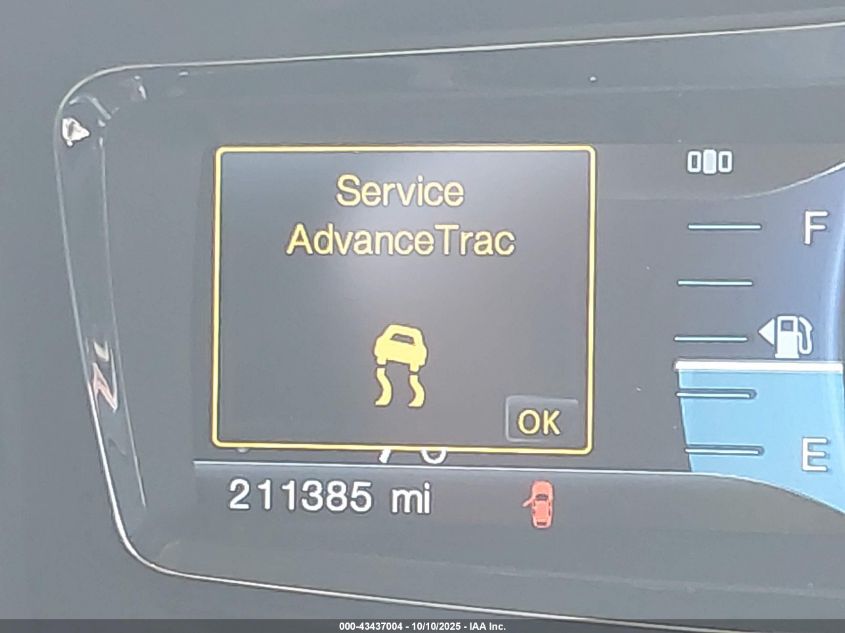 Service
AdvanceTrac
F
OK
E
211385 mi
000-43437004 - 10/10/2025 - IAA Inc.